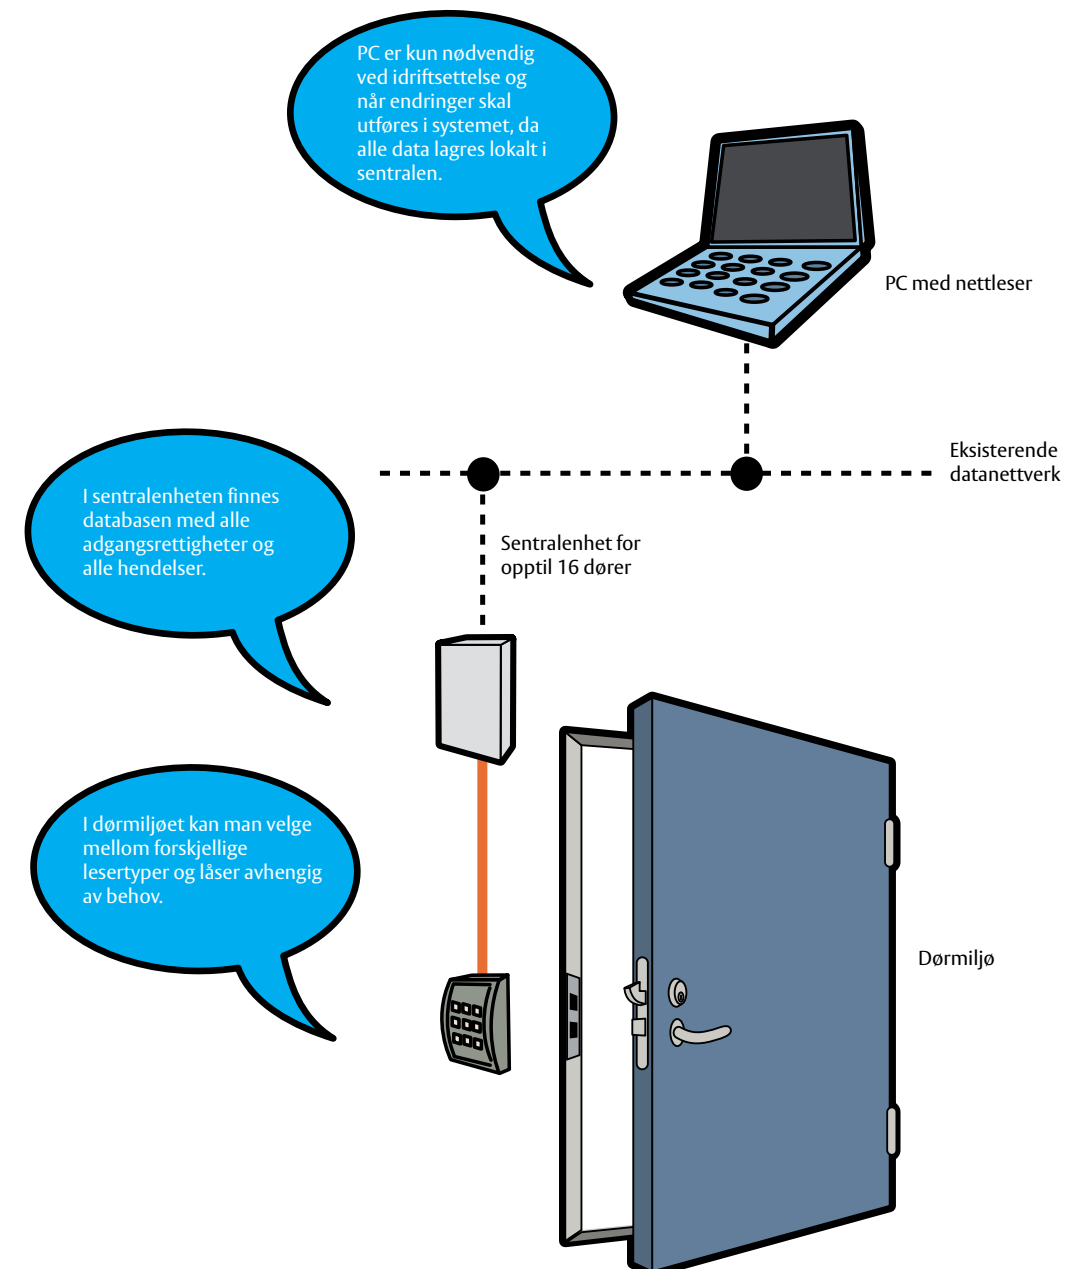 PC er kun nødvendig
ved idriftsettelse og
når endringer skal
utføres i systemet, da
alle data lagres lokalt i
sentralen.
PC med nettleser
Eksisterende
datanettverk
I sentralenheten finnes
databasen med alle
adgangsrettigheter og
alle hendelser.
Sentralenhet for
opptil 16 dører
I dørmiljøet kan man velge
mellom forskjellige
lesertyper og låser avhengig
av behov.
Dørmiljø